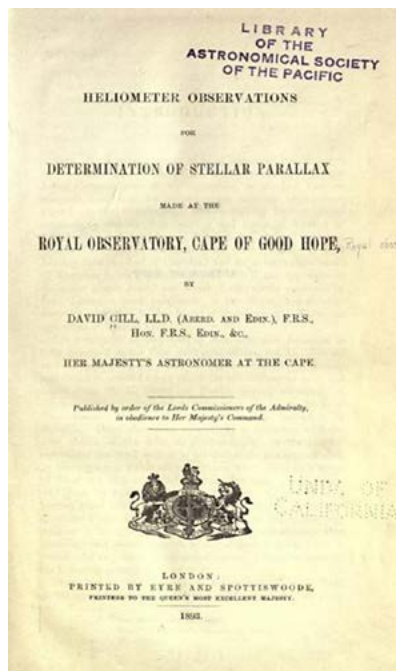 LIBRARY
OF THE
ASTRONOMICAL SOCIETY
OF THE PACIFIC
HELIOMETER OBSERVATIONS
FOR
DETERMINATION OF STELLAR PARALLAX
MADE AT THE
ROYAL OBSERVATORY, CAPE OF GOOD HOPE,
BY
DAVID GILL, LL.D. (ABERD. AND EDIN.), F.R.S.,
HON. F.R.S., EDIN., &C.,
HER MAJESTY'S ASTRONOMER AT THE CAPE.
Published by order of the Lords Commissioners of the Admiralty,
in obedience to Her Majesty's Command.
UNIV. OF
CALIFORNIA
LONDON:
PRINTED BY EYRE AND SPOTTISWOODE,
PRINTERS TO THE QUEEN'S MOST EXCELLENT MAJESTY.
1893.